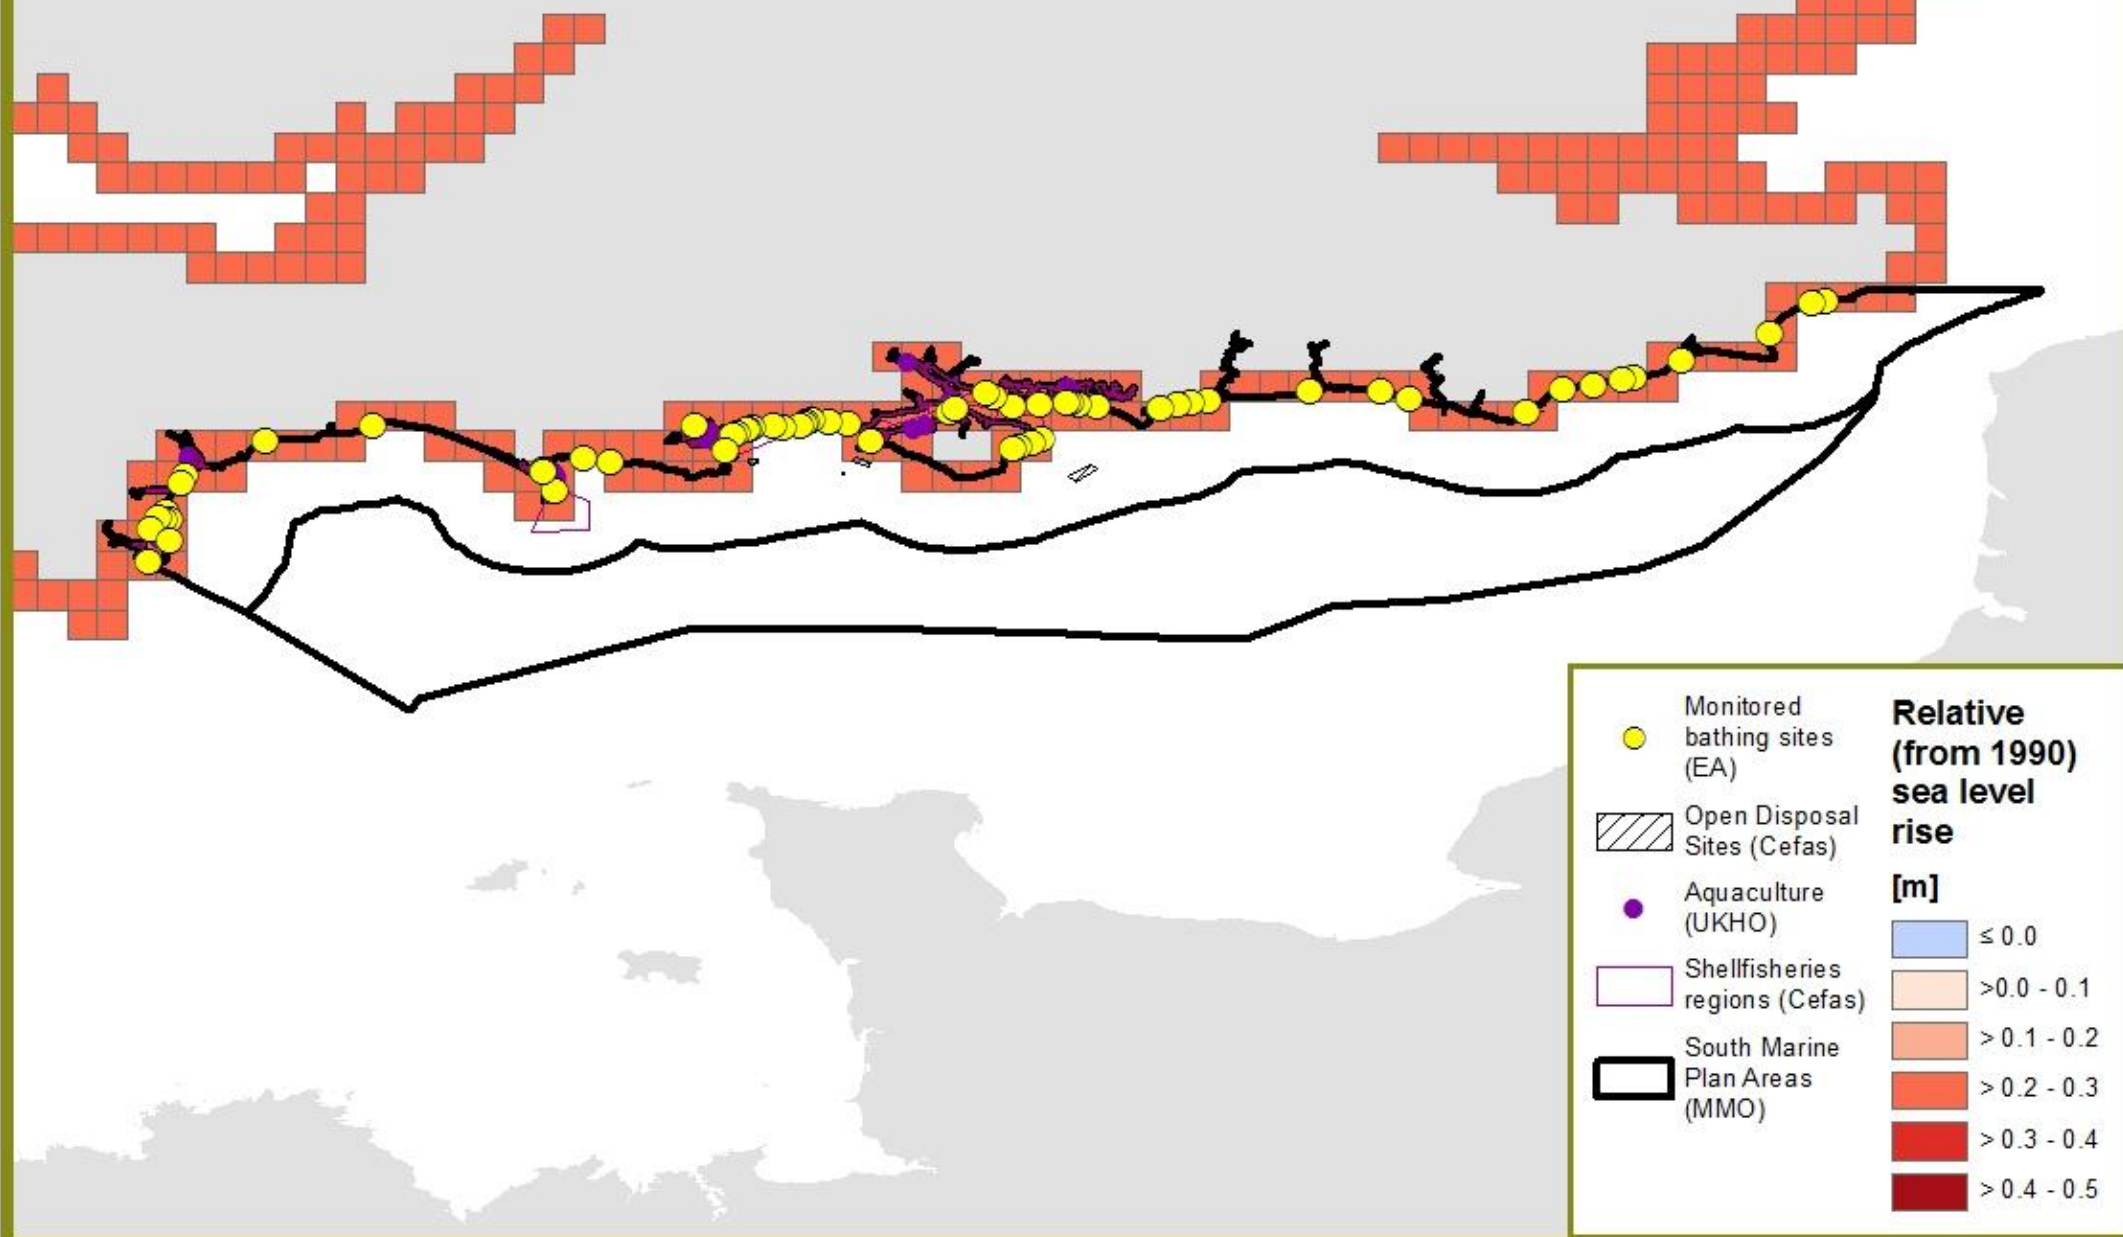 Monitored
bathing sites
(EA)
Open Disposal
Sites (Cefas)
Aquaculture
(UKHO)
Shellfisheries
regions (Cefas)
South Marine
Plan Areas
(MMO)
Relative
(from 1990)
sea level
rise
[m]
≤ 0.0
>0.0 - 0.1
> 0.1 - 0.2
> 0.2 - 0.3
> 0.3 - 0.4
> 0.4 - 0.5